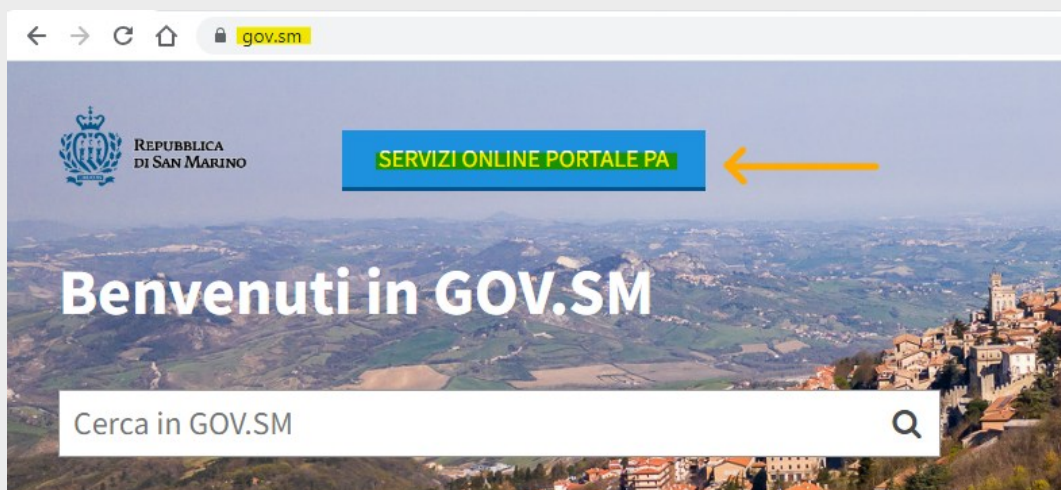 gov.sm
REPUBBLICA
DI SAN MARINO
SERVIZI ONLINE PORTALE PA
Benvenuti in GOV.SM
Cerca in GOV.SM